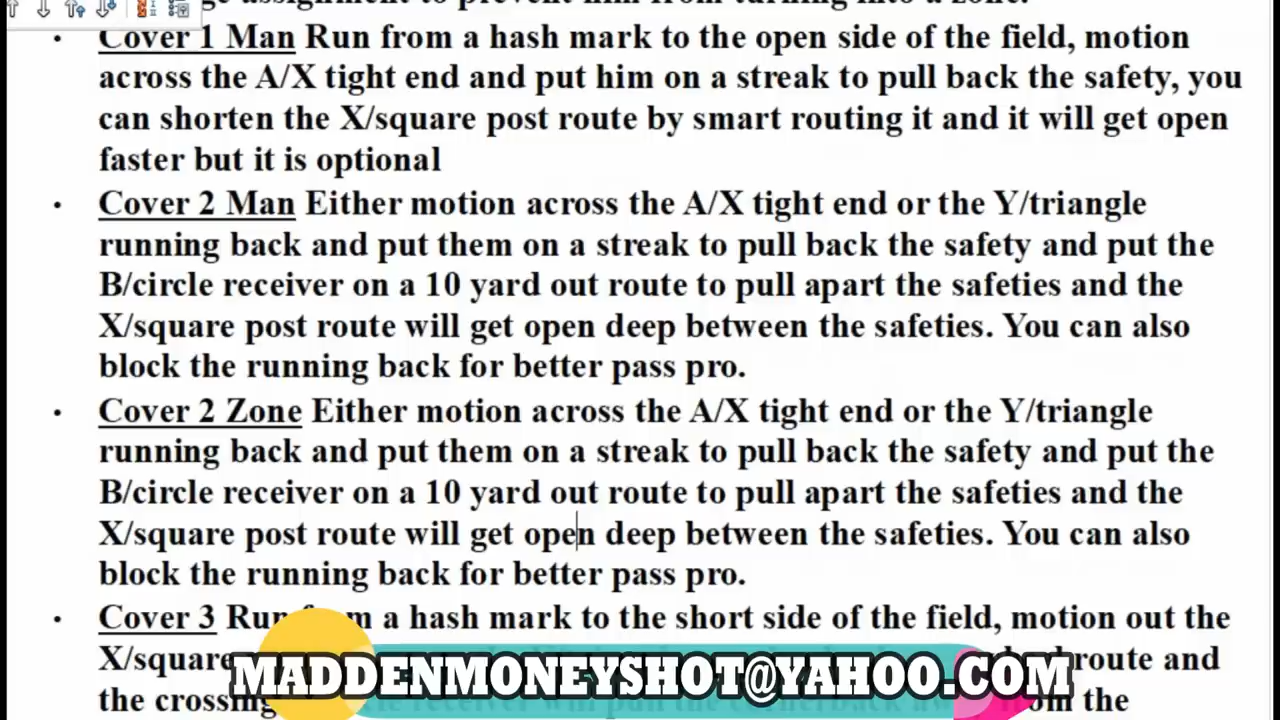 assignment to prevent him from turning into a zone.
• Cover 1 Man Run from a hash mark to the open side of the field, motion
across the A/X tight end and put him on a streak to pull back the safety, you
can shorten the X/square post route by smart routing it and it will get open
faster but it is optional
• Cover 2 Man Either motion across the A/X tight end or the Y/triangle
running back and put them on a streak to pull back the safety and put the
B/circle receiver on a 10 yard out route to pull apart the safeties and the
X/square post route will get open deep between the safeties. You can also
block the running back for better pass pro.
• Cover 2 Zone Either motion across the A/X tight end or the Y/triangle
running back and put them on a streak to pull back the safety and put the
B/circle receiver on a 10 yard out route to pull apart the safeties and the
X/square post route will get open deep between the safeties. You can also
block the running back for better pass pro.
• Cover 3 Run from a hash mark to the short side of the field, motion out the
X/square route and
MADDENMONEYSHOT@YAHOO.COM
the crossing the